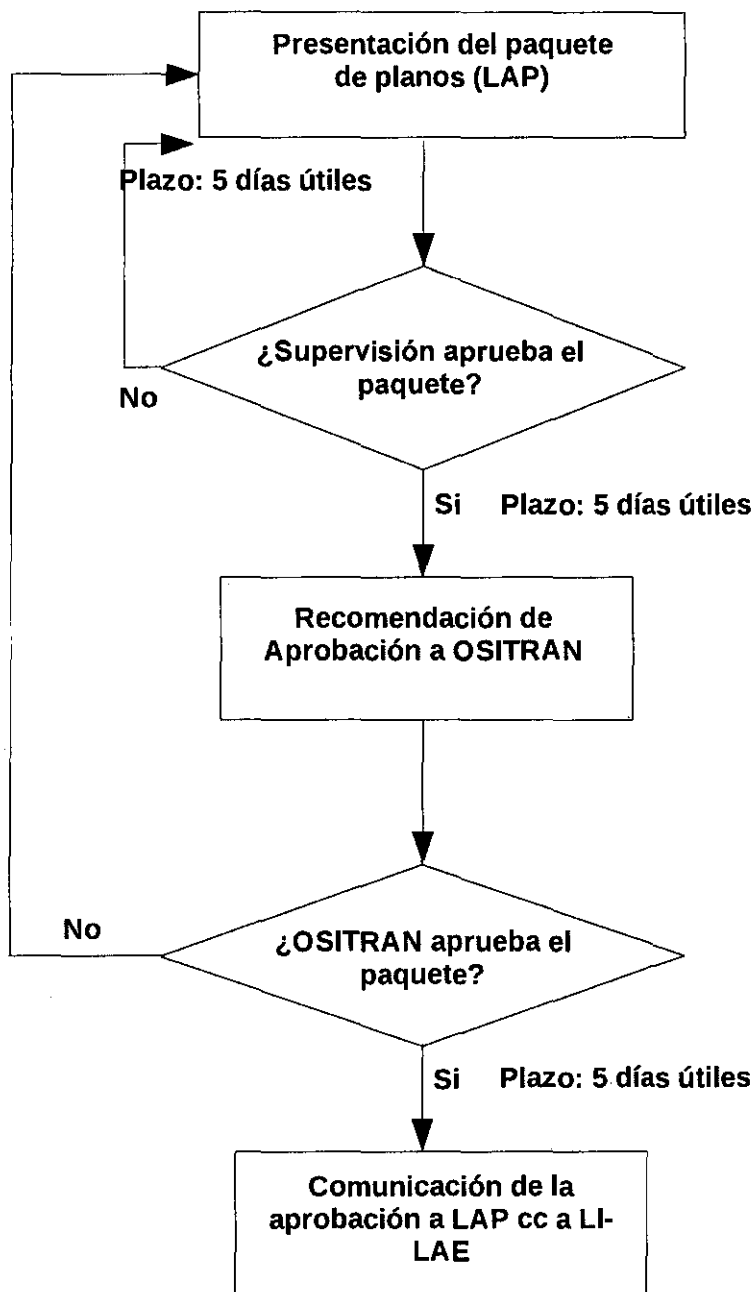 Presentación del paquete
de planos (LAP)
Plazo: 5 días útiles
¿Supervisión aprueba el
paquete?
No
Si Plazo: 5 días útiles
Recomendación de
Aprobación a OSITRAN
No
¿OSITRAN aprueba el
paquete?
Si Plazo: 5 días útiles
Comunicación de la
aprobación a LAP cc a LI-
LAE